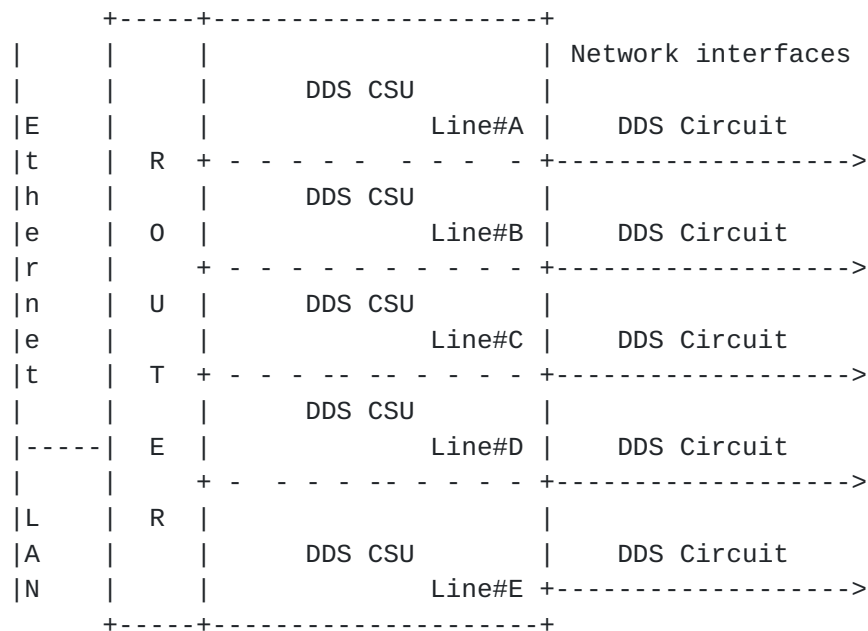 +-----+---------------------+
|     |     |                     | Network interfaces
|     |     |      DDS CSU        |
|E    |     |              Line#A |    DDS Circuit
|t    |  R  + - - - - -  - - -  - +------------------->
|h    |     |      DDS CSU        |
|e    |  O  |              Line#B |    DDS Circuit
|r    |     + - - - - - - - - - - +------------------->
|n    |  U  |      DDS CSU        |
|e    |     |              Line#C |    DDS Circuit
|t    |  T  + - - - -- -- - - - - +------------------->
|     |     |      DDS CSU        |
|-----|  E  |              Line#D |    DDS Circuit
|     |     + -  - - - -- - - - - +------------------->
|L    |  R  |                     |
|A    |     |      DDS CSU        |    DDS Circuit
|N    |     |              Line#E +------------------->
      +-----+---------------------+